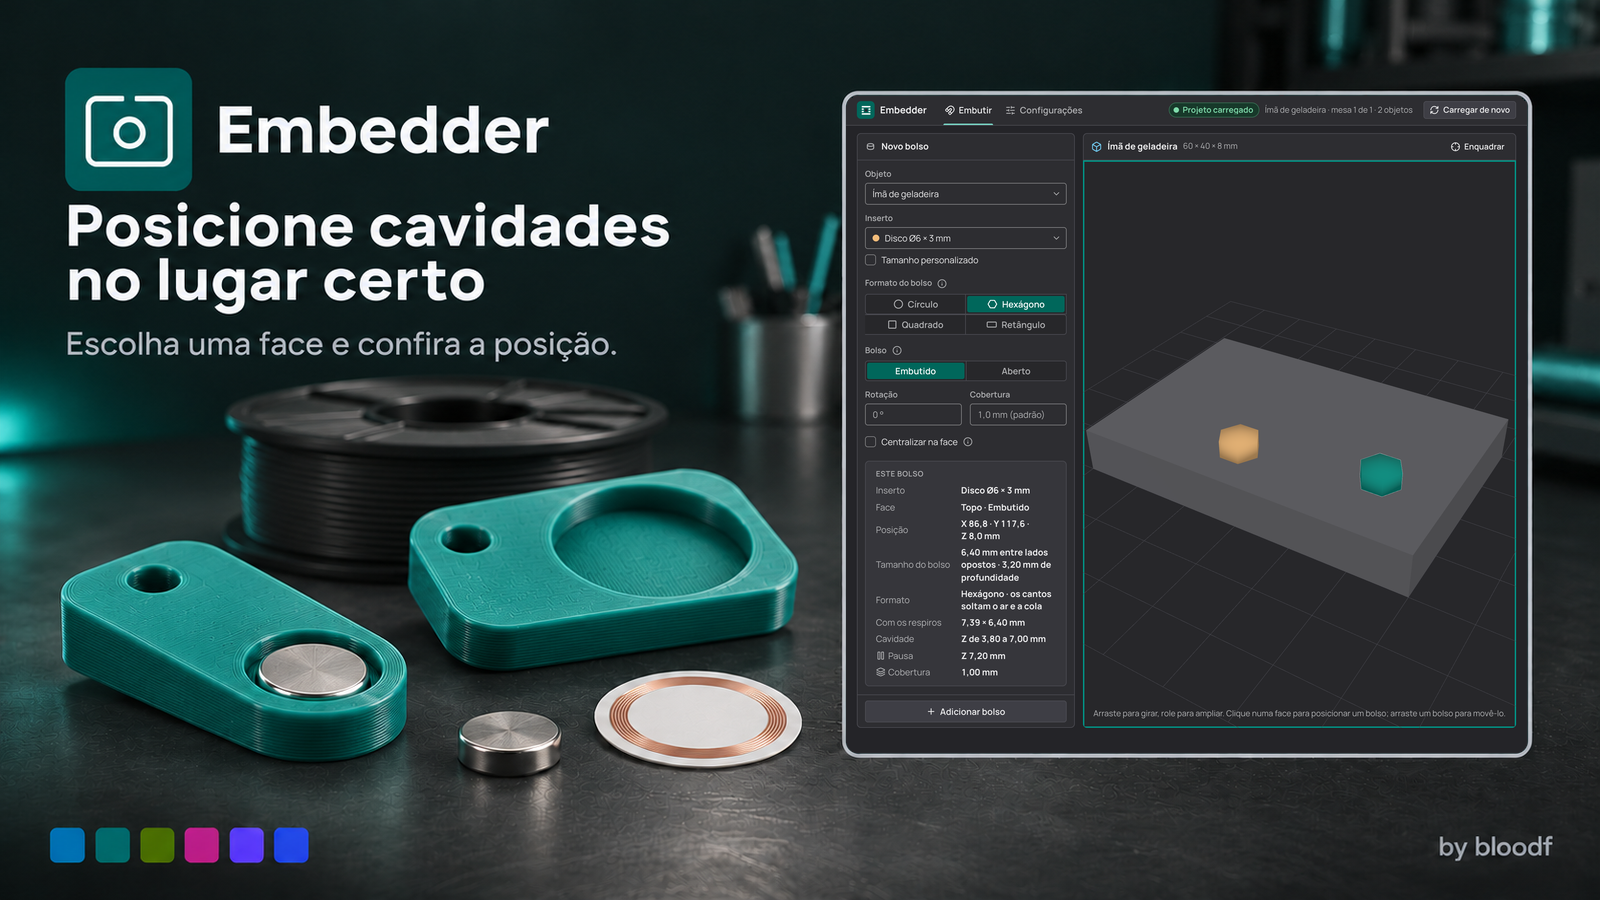 Embedder
Posicione cavidades
no lugar certo
Escolha uma face e confira a posição.
Embedder
Embutir
Configurações
Projeto carregado
Ímã de geladeira · mesa 1 de 1 · 2 objetos
Carregar de novo
Novo bolso
Objeto
Ímã de geladeira
Inserto
Disco Ø6 × 3 mm
Tamanho personalizado
Formato do bolso
Círculo
Hexágono
Quadrado
Retângulo
Bolso
Embutido
Aberto
Rotação
Cobertura
0 °
1,0 mm (padrão)
Centralizar na face
ESTE BOLSO
Inserto Disco Ø6 × 3 mm
Face Topo · Embutido
Posição X 86,8 · Y 117,6 ·
Z 8,0 mm
Tamanho do bolso 6,40 mm entre lados
opostos · 3,20 mm de
profundidade
Formato Hexágono · os cantos
soltam o ar e a cola
Com os respiros 7,39 × 6,40 mm
Cavidade Z de 3,80 a 7,00 mm
Pausa Z 7,20 mm
Cobertura 1,00 mm
+ Adicionar bolso
Ímã de geladeira 60 × 40 × 8 mm
Enquadrar
Arraste para girar, role para ampliar. Clique numa face para posicionar um bolso; arraste um bolso para movê-lo.
by bloodf